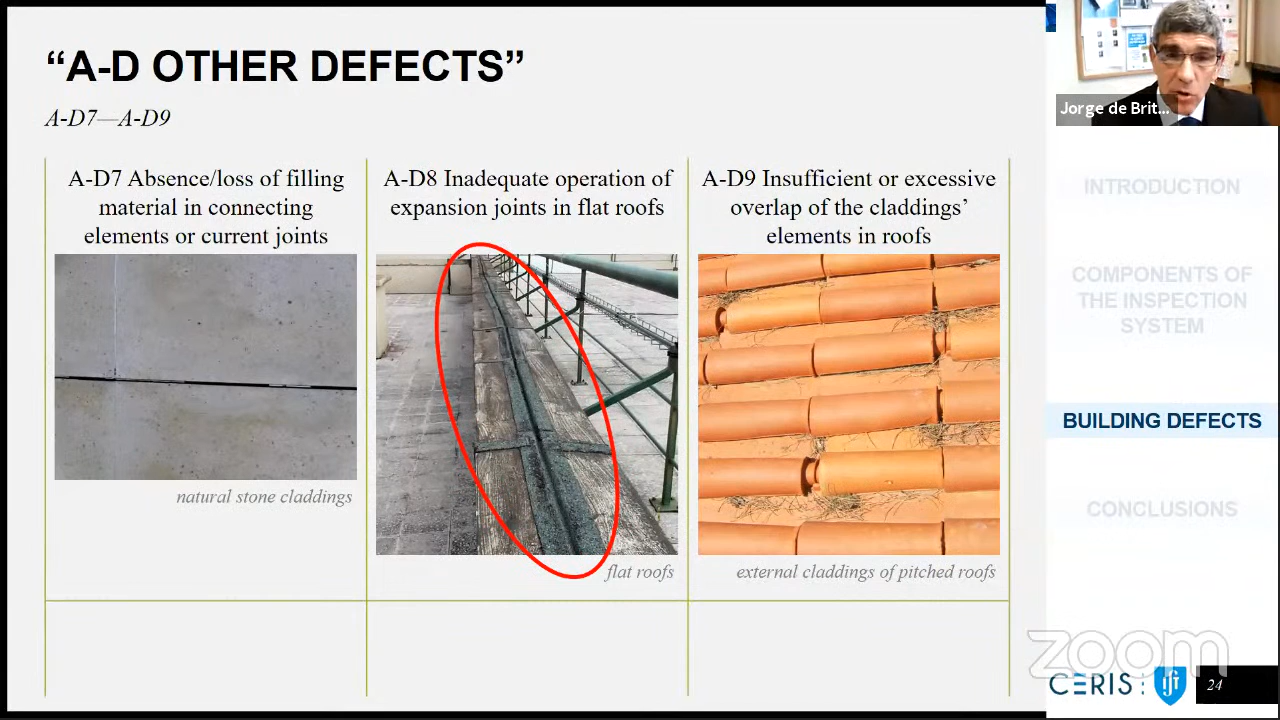 “A-D OTHER DEFECTS”
A-D7—A-D9
A-D7 Absence/loss of filling
material in connecting
elements or current joints
natural stone claddings
A-D8 Inadequate operation of
expansion joints in flat roofs
flat roofs
A-D9 Insufficient or excessive
overlap of the claddings’
elements in roofs
external claddings of pitched roofs
Jorge de Brit...
INTRODUCTION
COMPONENTS OF
THE INSPECTION
SYSTEM
BUILDING DEFECTS
CONCLUSIONS
zoom
CERIS
24